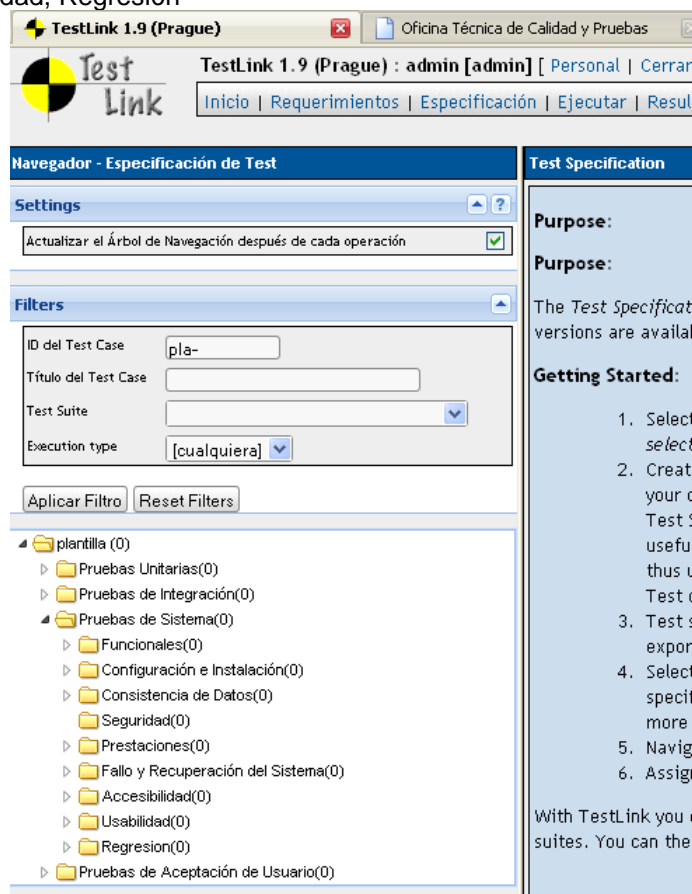 dad, Regresión
TestLink 1.9 (Prague)
Oficina Técnica de Calidad y Pruebas
Test
Link
TestLink 1.9 (Prague) : admin [admin] [ Personal | Cerrar
Inicio | Requerimientos | Especificación | Ejecutar | Resul
Navegador - Especificación de Test
Settings
?
Actualizar el Árbol de Navegación después de cada operación
Filters
ID del Test Case pla-
Título del Test Case
Test Suite
Execution type [cualquiera]
Aplicar Filtro Reset Filters
plantilla (0)
Pruebas Unitarias(0)
Pruebas de Integración(0)
Pruebas de Sistema(0)
Funcionales(0)
Configuración e Instalación(0)
Consistencia de Datos(0)
Seguridad(0)
Prestaciones(0)
Fallo y Recuperación del Sistema(0)
Accesibilidad(0)
Usabilidad(0)
Regresion(0)
Pruebas de Aceptación de Usuario(0)
Test Specification
Purpose:
Purpose:
The Test Specificat
versions are availal
Getting Started:
1. Select
select
2. Creat
your
Test
usefu
thus
Test
3. Test
expor
4. Select
specif
more
5. Navig
6. Assign
With TestLink you
suites. You can the